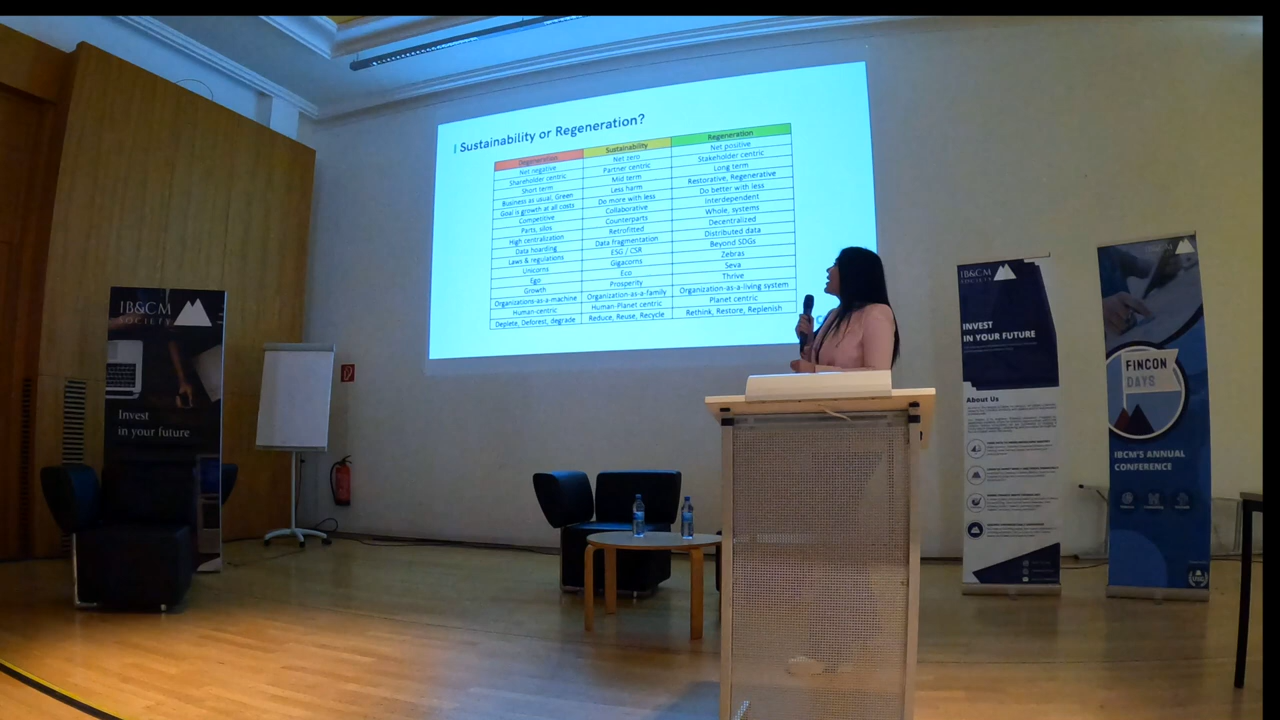 Sustainability or Regeneration?
Degeneration Sustainability Regeneration
Net negative Net zero Net positive
Shareholder centric Partner centric Stakeholder centric
Short term Mid term Long term
Business as usual, Green Less harm Restorative, Regenerative
Goal is growth at all costs Do more with less Do better with less
Competitive Collaborative Interdependent
Parts, silos Counterparts Whole, systems
High centralization Retrofitted Decentralized
Data hoarding Data fragmentation Distributed data
Laws & regulations ESG / CSR Beyond SDGs
Unicorns Gigacorns Zebras
Ego Eco Seva
Growth Prosperity Thrive
Organizations-as-a-machine Organization-as-a-family Organization-as-a-living system
Human-centric Human-Planet centric Planet centric
Deplete, Deforest, degrade Reduce, Reuse, Recycle Rethink, Restore, Replenish
IB&CM
SOCIETY
Invest
in your future
IB&CM
SOCIETY
INVEST
IN YOUR FUTURE
About Us
FINCON
DAYS
IBCM'S ANNUAL
CONFERENCE